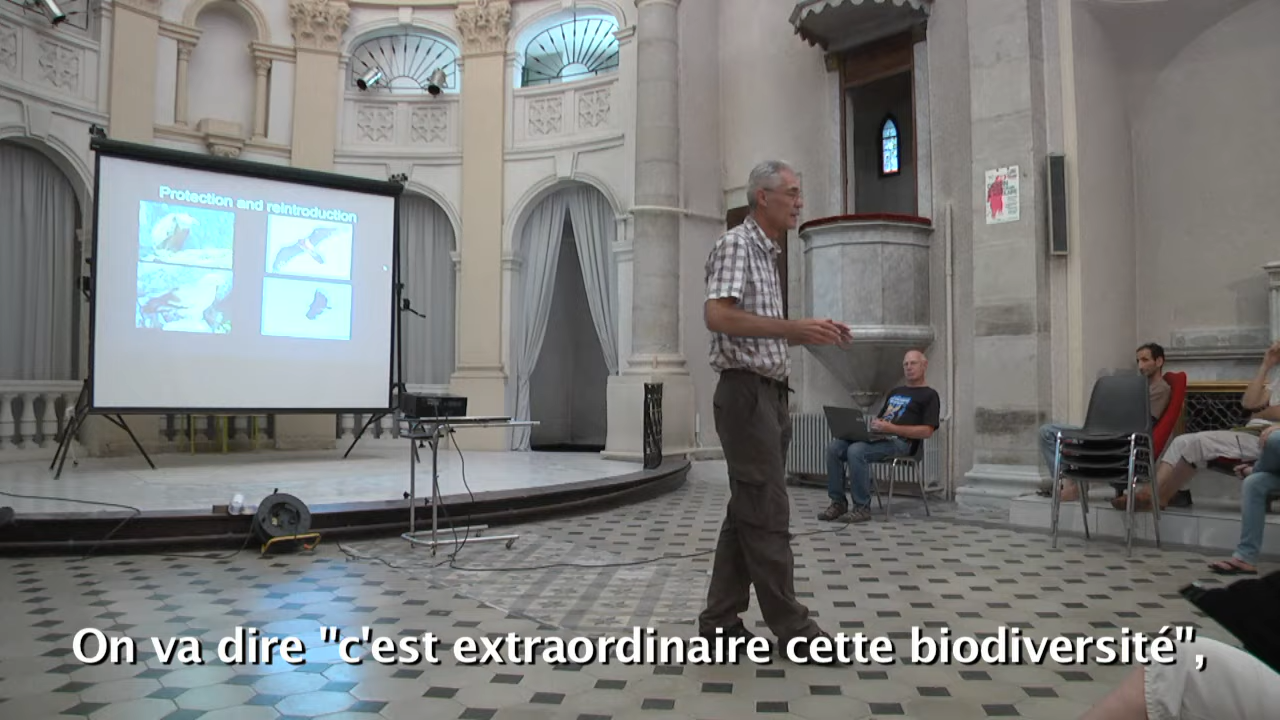 Protection and reintroduction
On va dire "c'est extraordinaire cette biodiversité",